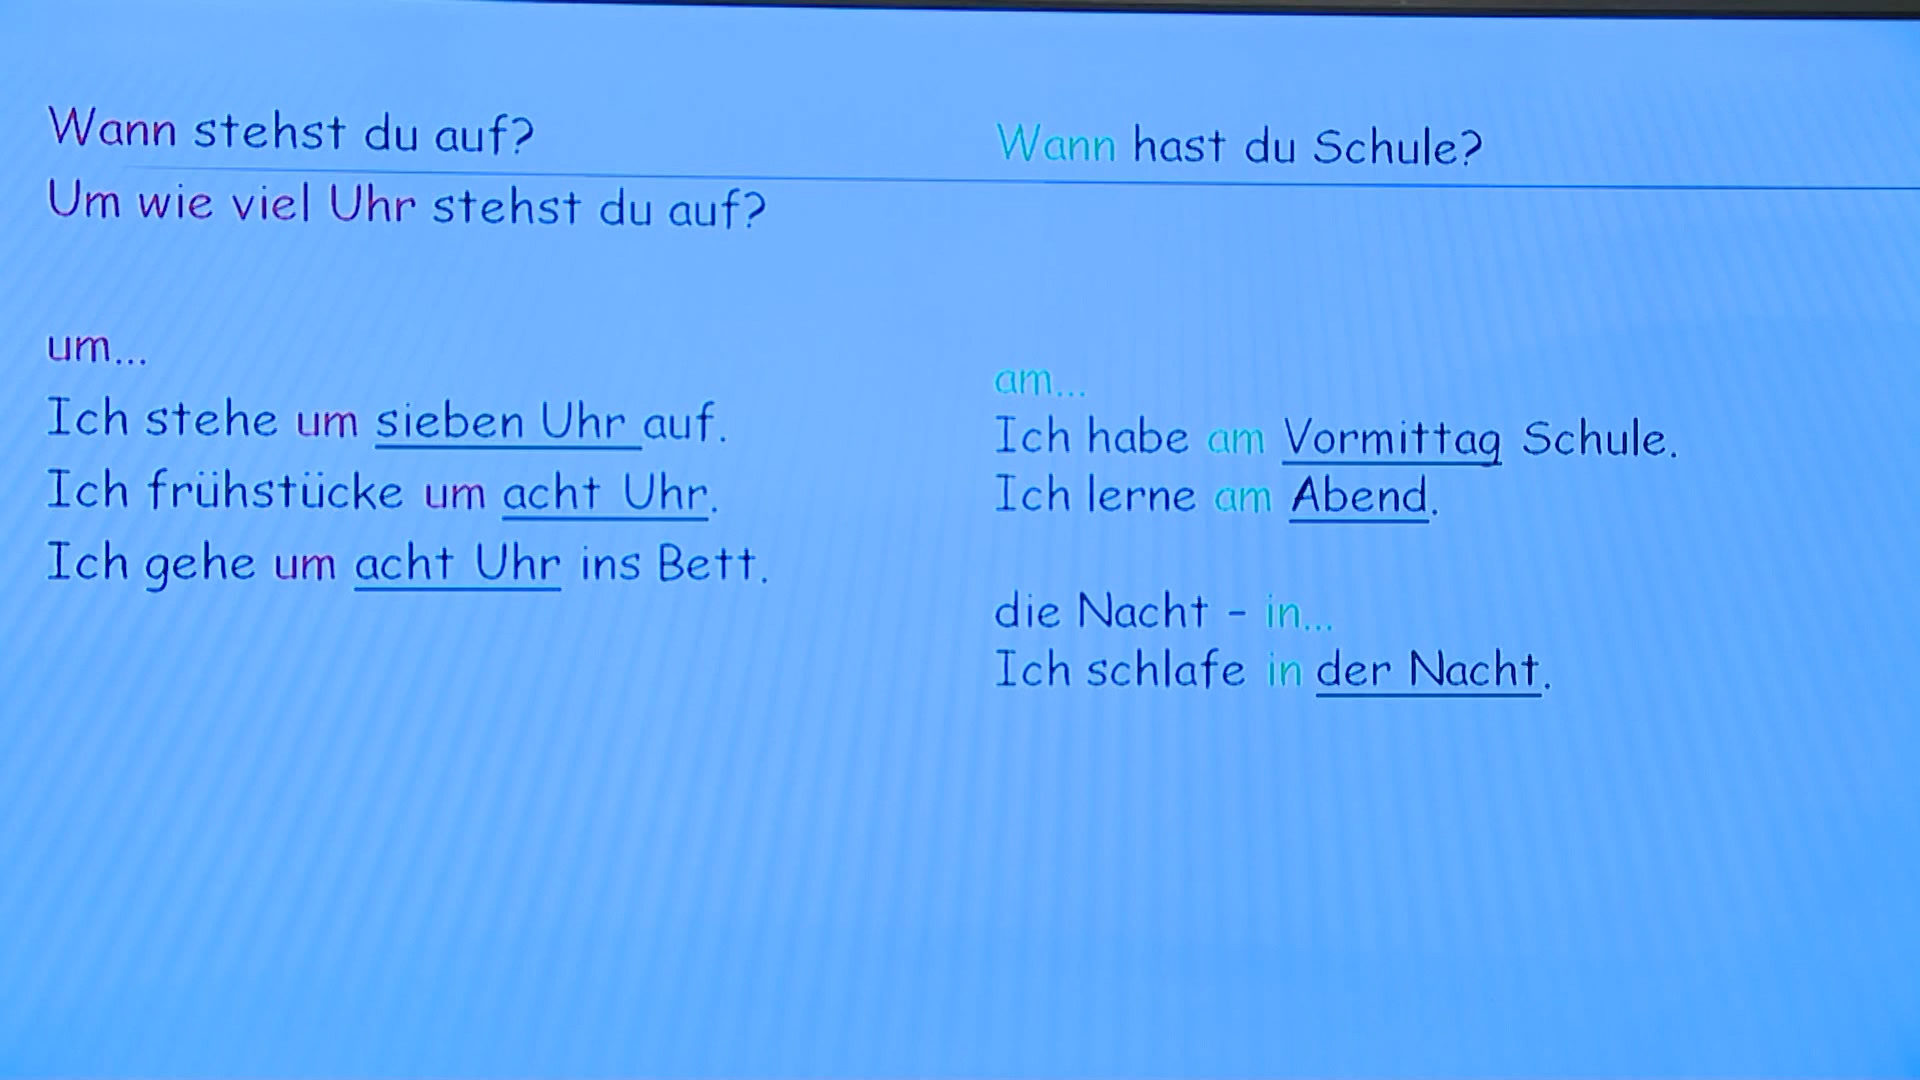 Wann stehst du auf?
Um wie viel Uhr stehst du auf?
um...
Ich stehe um sieben Uhr auf.
Ich frühstücke um acht Uhr.
Ich gehe um acht Uhr ins Bett.
Wann hast du Schule?
am...
Ich habe am Vormittag Schule.
Ich lerne am Abend.
die Nacht - in...
Ich schlafe in der Nacht.